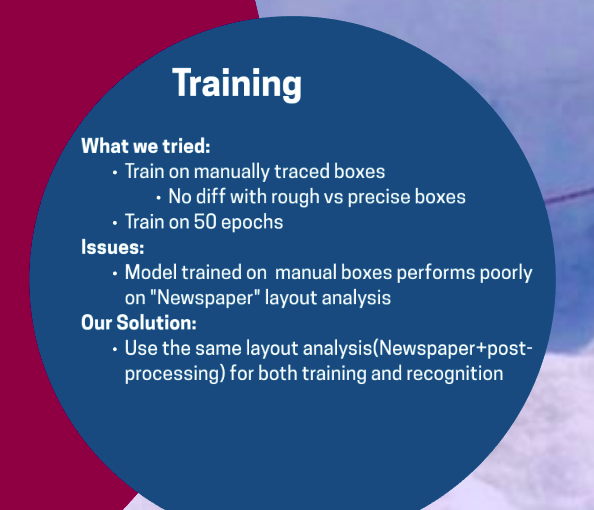 Training
What we tried:
• Train on manually traced boxes
• No diff with rough vs precise boxes
• Train on 50 epochs
Issues:
• Model trained on  manual boxes performs poorly
on "Newspaper" layout analysis
Our Solution:
• Use the same layout analysis(Newspaper+post-
processing) for both training and recognition